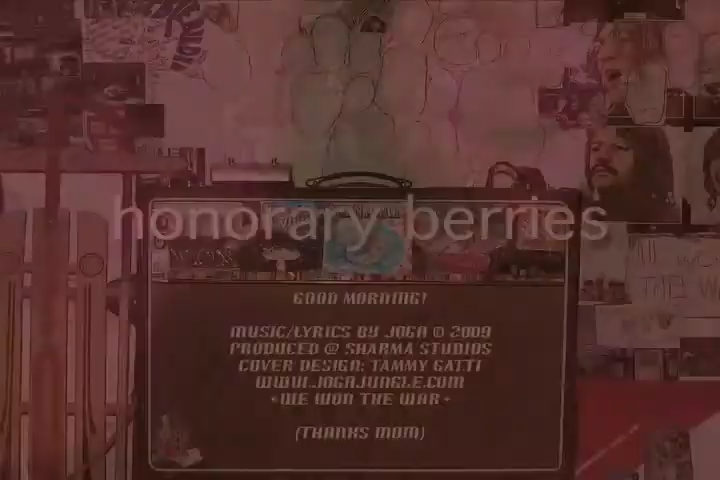 honorary berries
GOOD MORNING!
MUSIC/LYRICS BY JOGA © 2009
PRODUCED @ SHARMA STUDIOS
COVER DESIGN: TAMMY GATTI
WWW.JOGAJUNGLE.COM
*WE WON THE WAR*
(THANKS MOM)